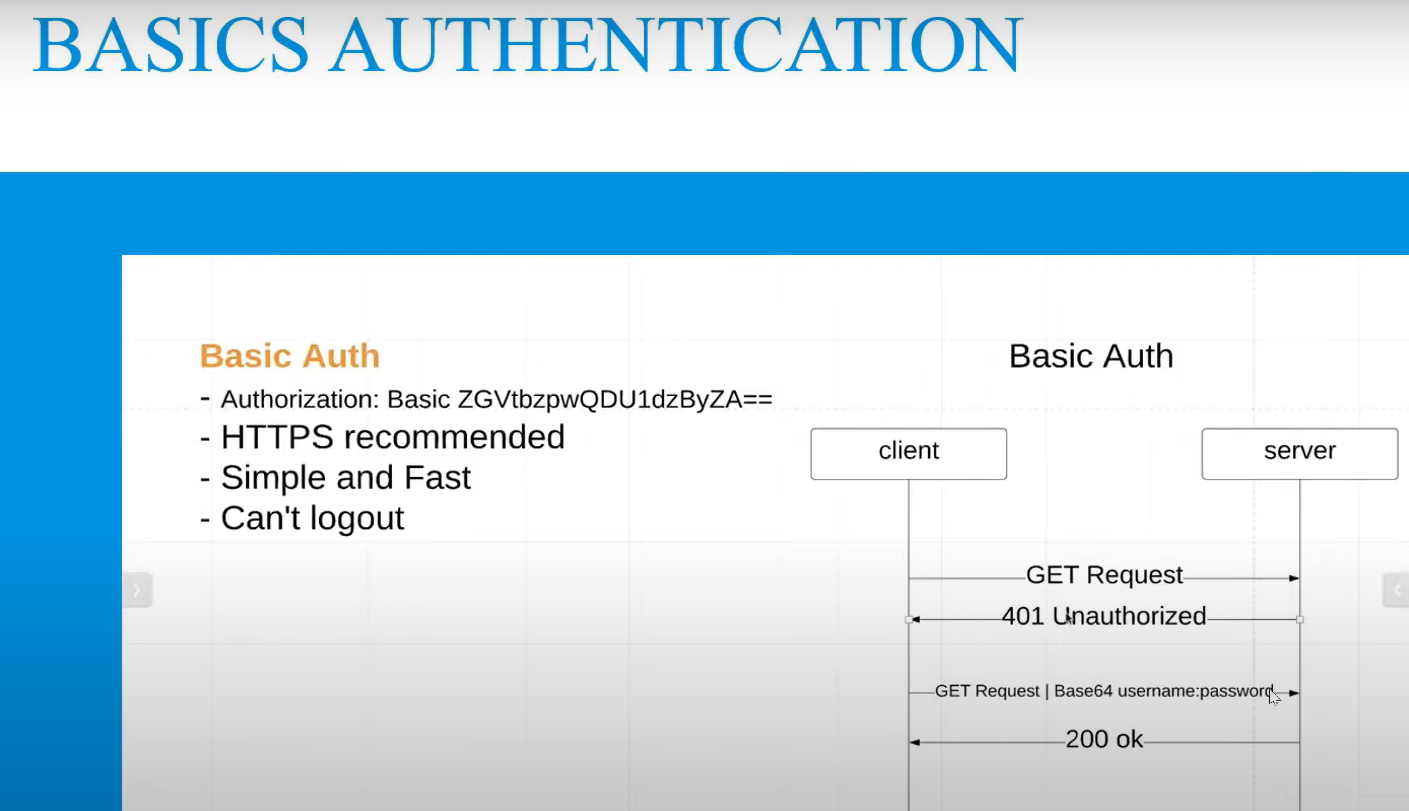 BASICS AUTHENTICATION
Basic Auth
- Authorization: Basic ZGVtbzpwQDU1dzByZA==
- HTTPS recommended
- Simple and Fast
- Can't logout
Basic Auth
client
server
GET Request
401 Unauthorized
GET Request | Base64 username:password
200 ok